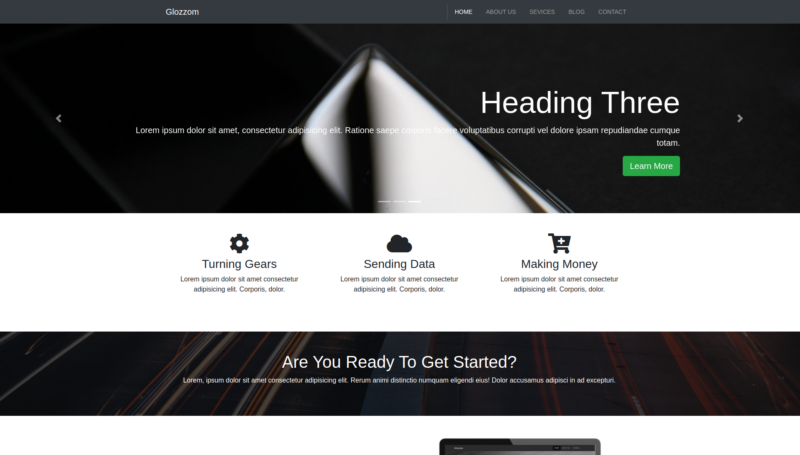 Glozzom
HOME ABOUT US SEVICES BLOG CONTACT
Heading Three
Lorem ipsum dolor sit amet, consectetur adipisicing elit. Ratione saepe corporis facere voluptatibus corrupti vel dolore ipsam repudiandae cumque
totam.
Learn More
Turning Gears
Lorem ipsum dolor sit amet consectetur
adipisicing elit. Corporis, dolor.
Sending Data
Lorem ipsum dolor sit amet consectetur
adipisicing elit. Corporis, dolor.
Making Money
Lorem ipsum dolor sit amet consectetur
adipisicing elit. Corporis, dolor.
Are You Ready To Get Started?
Lorem, ipsum dolor sit amet consectetur adipisicing elit. Rerum animi distinctio numquam eligendi eius! Dolor accusamus adipisci in ad excepturi.